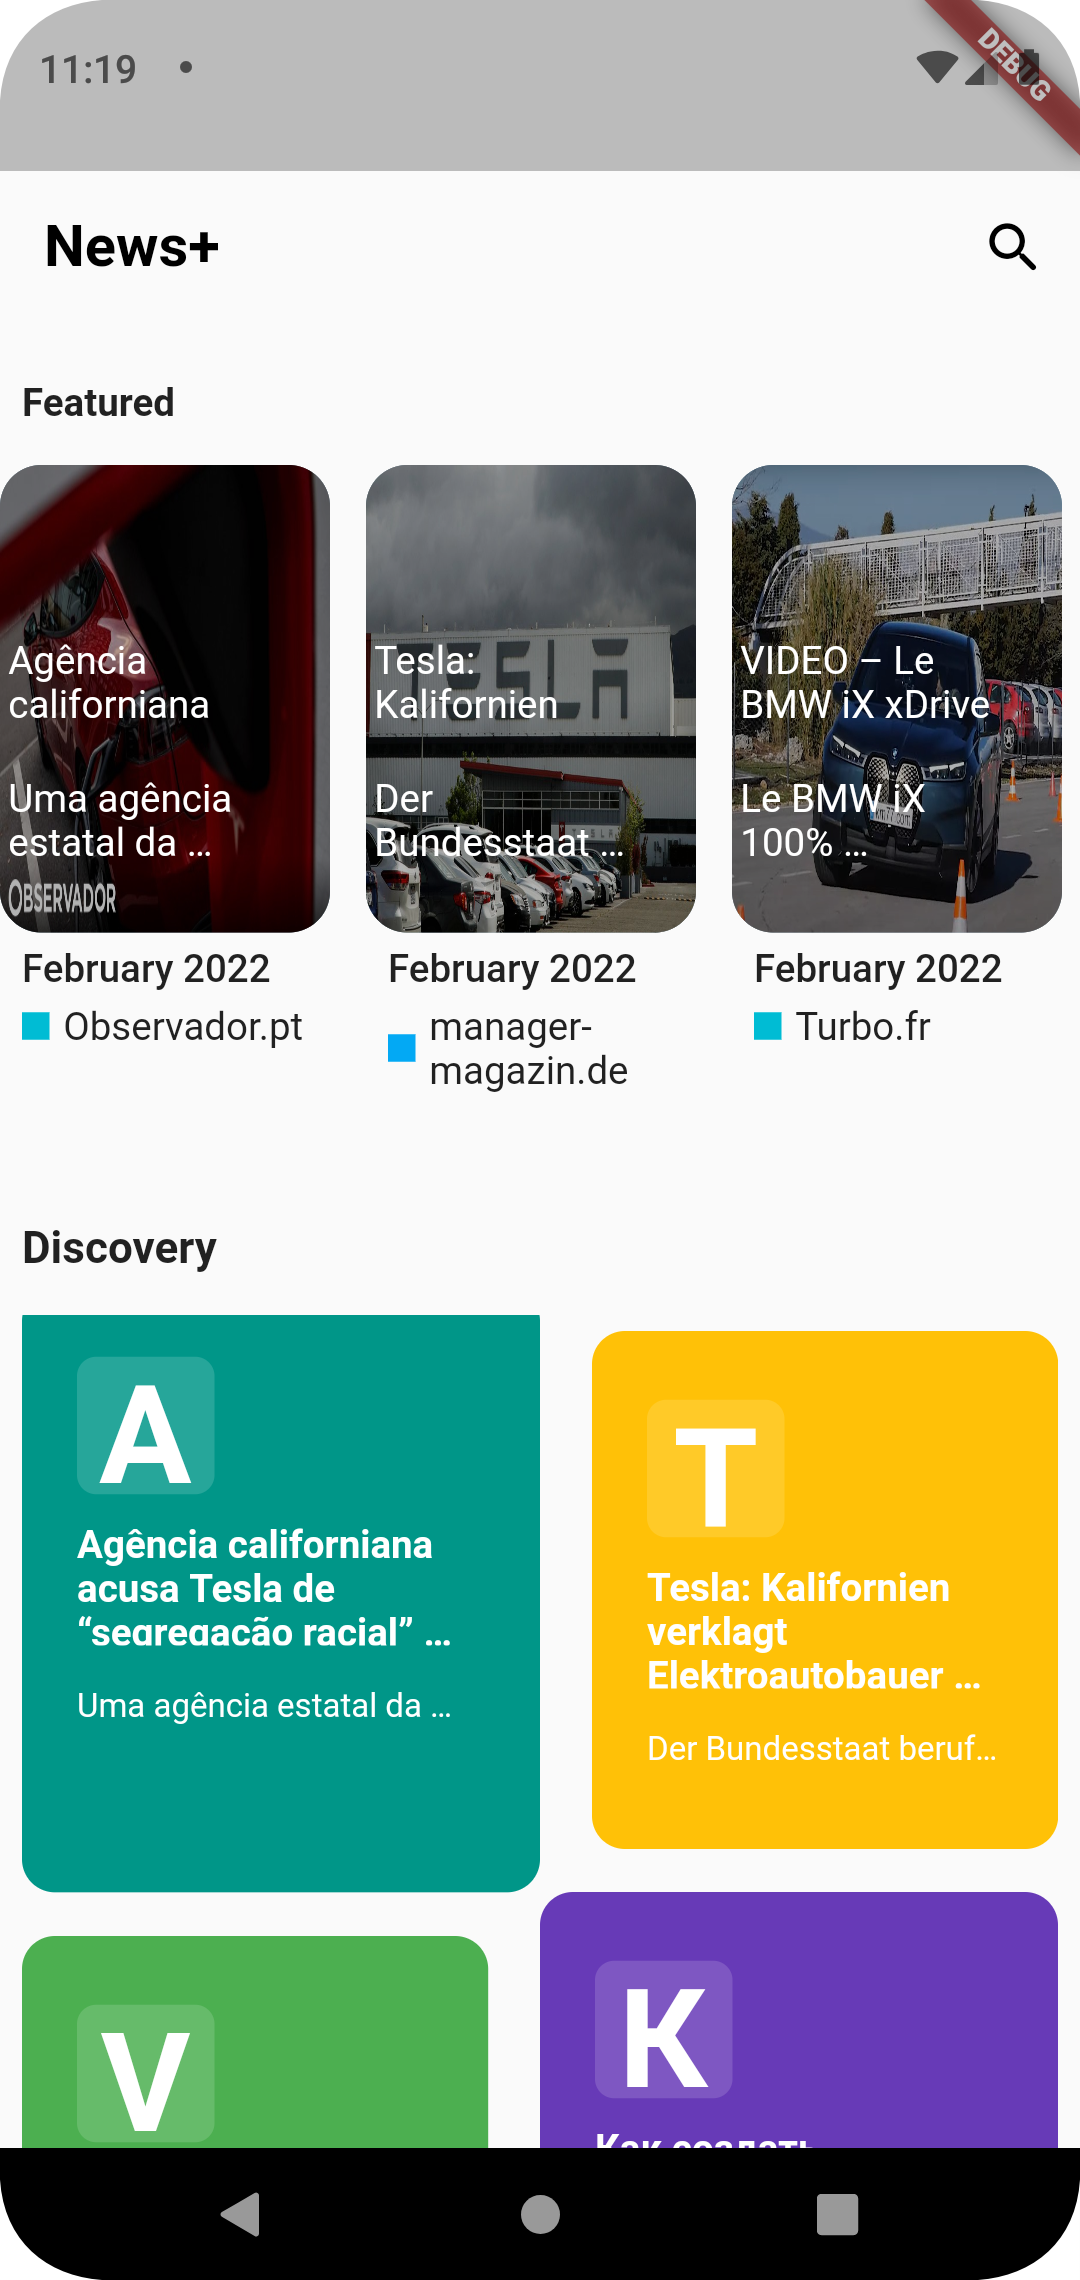 11:19
DEBUG
News+
Featured
Agência
californiana
Uma agência
estatal da ...
OBSERVADOR
February 2022
Observador.pt
TESLA
Tesla:
Kalifornien
Der
Bundesstaat ...
February 2022
manager-
magazin.de
VIDEO – Le
BMW iX xDrive
Le BMW iX
100% ...
February 2022
Turbo.fr
Discovery
A
Agência californiana
acusa Tesla de
“segregação racial” ...
Uma agência estatal da ...
T
Tesla: Kalifornien
verklagt
Elektroautobauer ...
Der Bundesstaat beruf...
V
К
Как создать